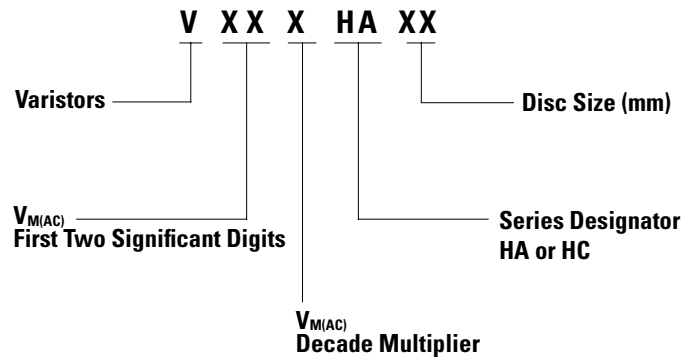 V XX X HA XX
Varistors
Disc Size (mm)
VM(AC)
First Two Significant Digits
Series Designator
HA or HC
VM(AC)
Decade Multiplier